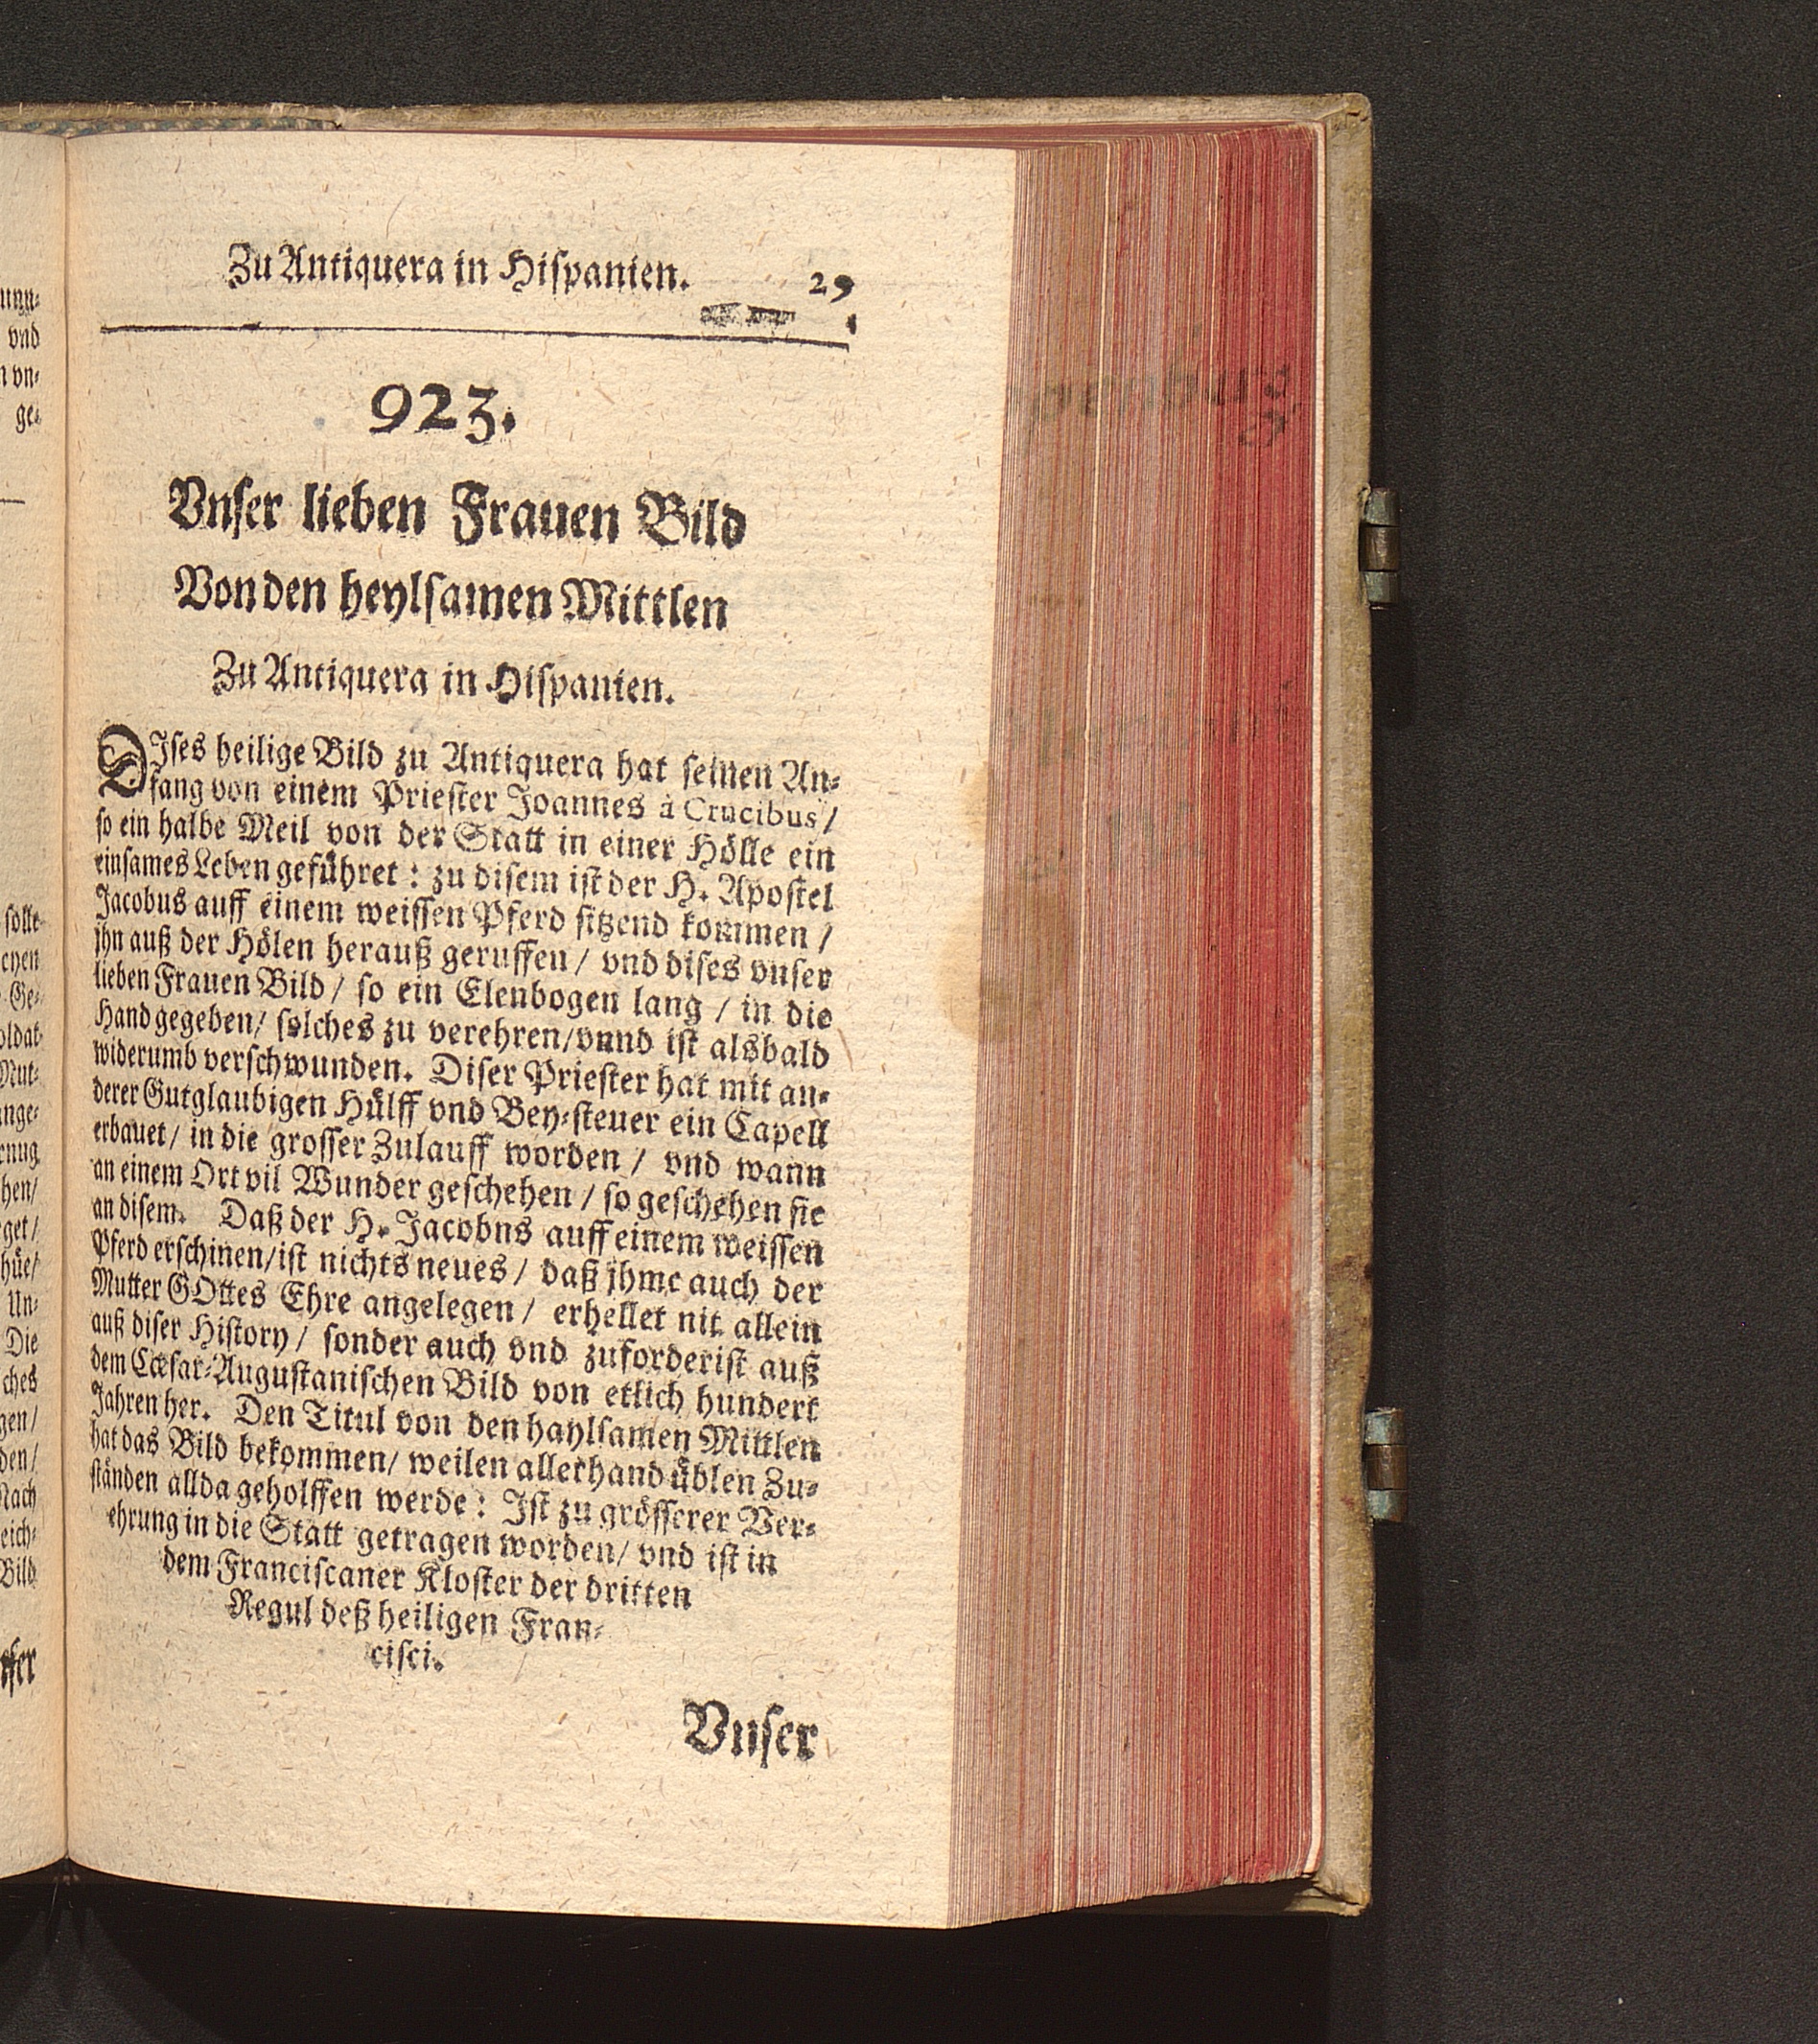 Zu Antiquera in Hispanien. 29
923.
Vnser lieben Frauen Bild
Von den heylsamen Mittlen
Zu Antiquera in Hispanien.
DIses heilige Bild zu Antiquera hat seinen An-
fang von einem Priester Joannes à Crucibus /
so ein halbe Meil von der Statt in einer Hölle ein
einsames Leben geführet : zu disem ist der H. Apostel
Jacobus auff einem weissen Pferd sitzend kommen /
jhn auß der Hölen herauß geruffen / vnd dises vnser
lieben Frauen Bild / so ein Elenbogen lang / in die
Hand gegeben / solches zu verehren / vnnd ist alsbald
widerumb verschwunden. Diser Priester hat mit an-
derer Gutglaubigen Hülff vnd Bey-steuer ein Capell
erbauet / in die grosser Zulauff worden / vnd wann
an einem Ort vil Wunder geschehen / so geschehen sie
an disem. Daß der H. Jacobns auff einem weissen
Pferd erschinen / ist nichts neues / daß jhme auch der
Mutter GOttes Ehre angelegen / erhellet nit allein
auß diser History / sonder auch vnd zuforderist auß
dem Cæsar-Augustanischen Bild von etlich hundert
Jahren her. Den Titul von den haylsamen Mittlen
hat das Bild bekommen / weilen allerhand üblen Zu-
ständen allda geholffen werde : Ist zu grösserer Ver-
ehrung in die Statt getragen worden / vnd ist in
dem Franciscaner Kloster der dritten
Regul deß heiligen Fran-
cisci.
Vnser